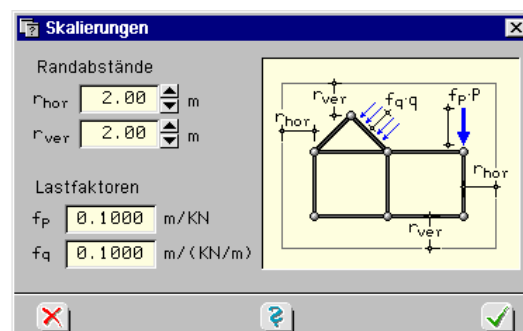 Skalierungen
Randabstände
rhor 2.00 m
rver 2.00 m
Lastfaktoren
fP 0.1000 m/KN
fq 0.1000 m/(KN/m)
rver
fq·q
fP·P
rhor
rhor
rver